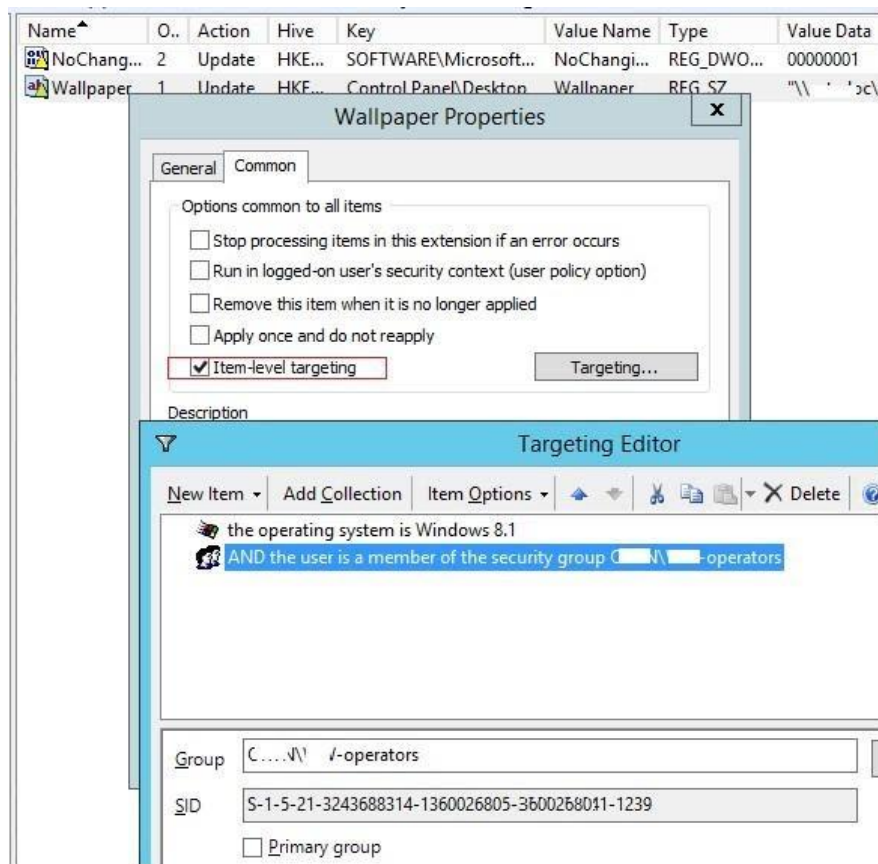 Name O.. Action Hive Key Value Name Type Value Data
NoChang... 2 Update HKE... SOFTWARE\Microsoft... NoChangi... REG_DWO... 00000001
Wallpaper 1 Update HKE... Control Panel\Desktop Wallpaper REG_SZ
Wallpaper Properties
X
General Common
Options common to all items
Stop processing items in this extension if an error occurs
Run in logged-on user's security context (user policy option)
Remove this item when it is no longer applied
Apply once and do not reapply
Item-level targeting Targeting...
Description
Targeting Editor
New Item Add Collection Item Options Delete
the operating system is Windows 8.1
AND the user is a member of the security group -operators
Group -operators
SID S-1-5-21-3243688314-1360026805-3600268041-1239
Primary group